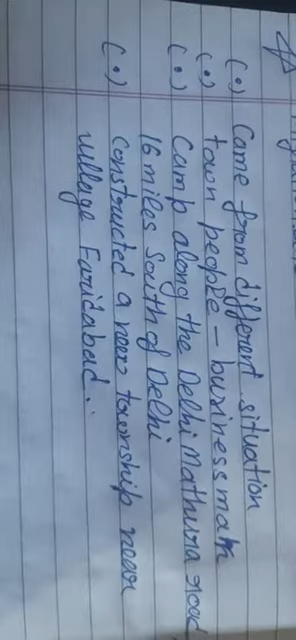 (•) Came from different situation
(•) town people - businessman
(•) Camp along the Delhi Mathura road
16 miles South of Delhi
(•) constructed a new township near
village Faridabad.